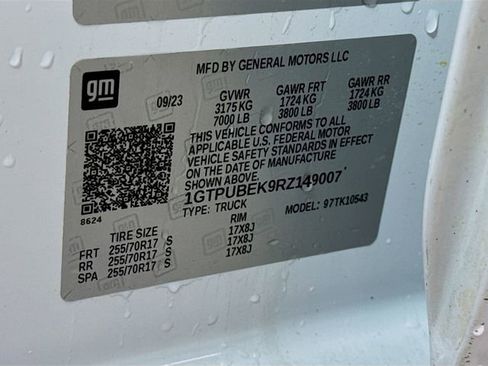 MFD BY GENERAL MOTORS LLC
gm
09/23 GVWR GAWR FRT GAWR RR
3175 KG 1724 KG 1724 KG
7000 LB 3800 LB 3800 LB
THIS VEHICLE CONFORMS TO ALL
APPLICABLE U.S. FEDERAL MOTOR
VEHICLE SAFETY STANDARDS IN EFFECT
ON THE DATE OF MANUFACTURE
SHOWN ABOVE.
1GTPUBEK9RZ149007
8624
TYPE: TRUCK MODEL: 97TK10543
TIRE SIZE RIM
FRT 255/70R17 S 17X8J
RR 255/70R17 S 17X8J
SPA 255/70R17 S 17X8J